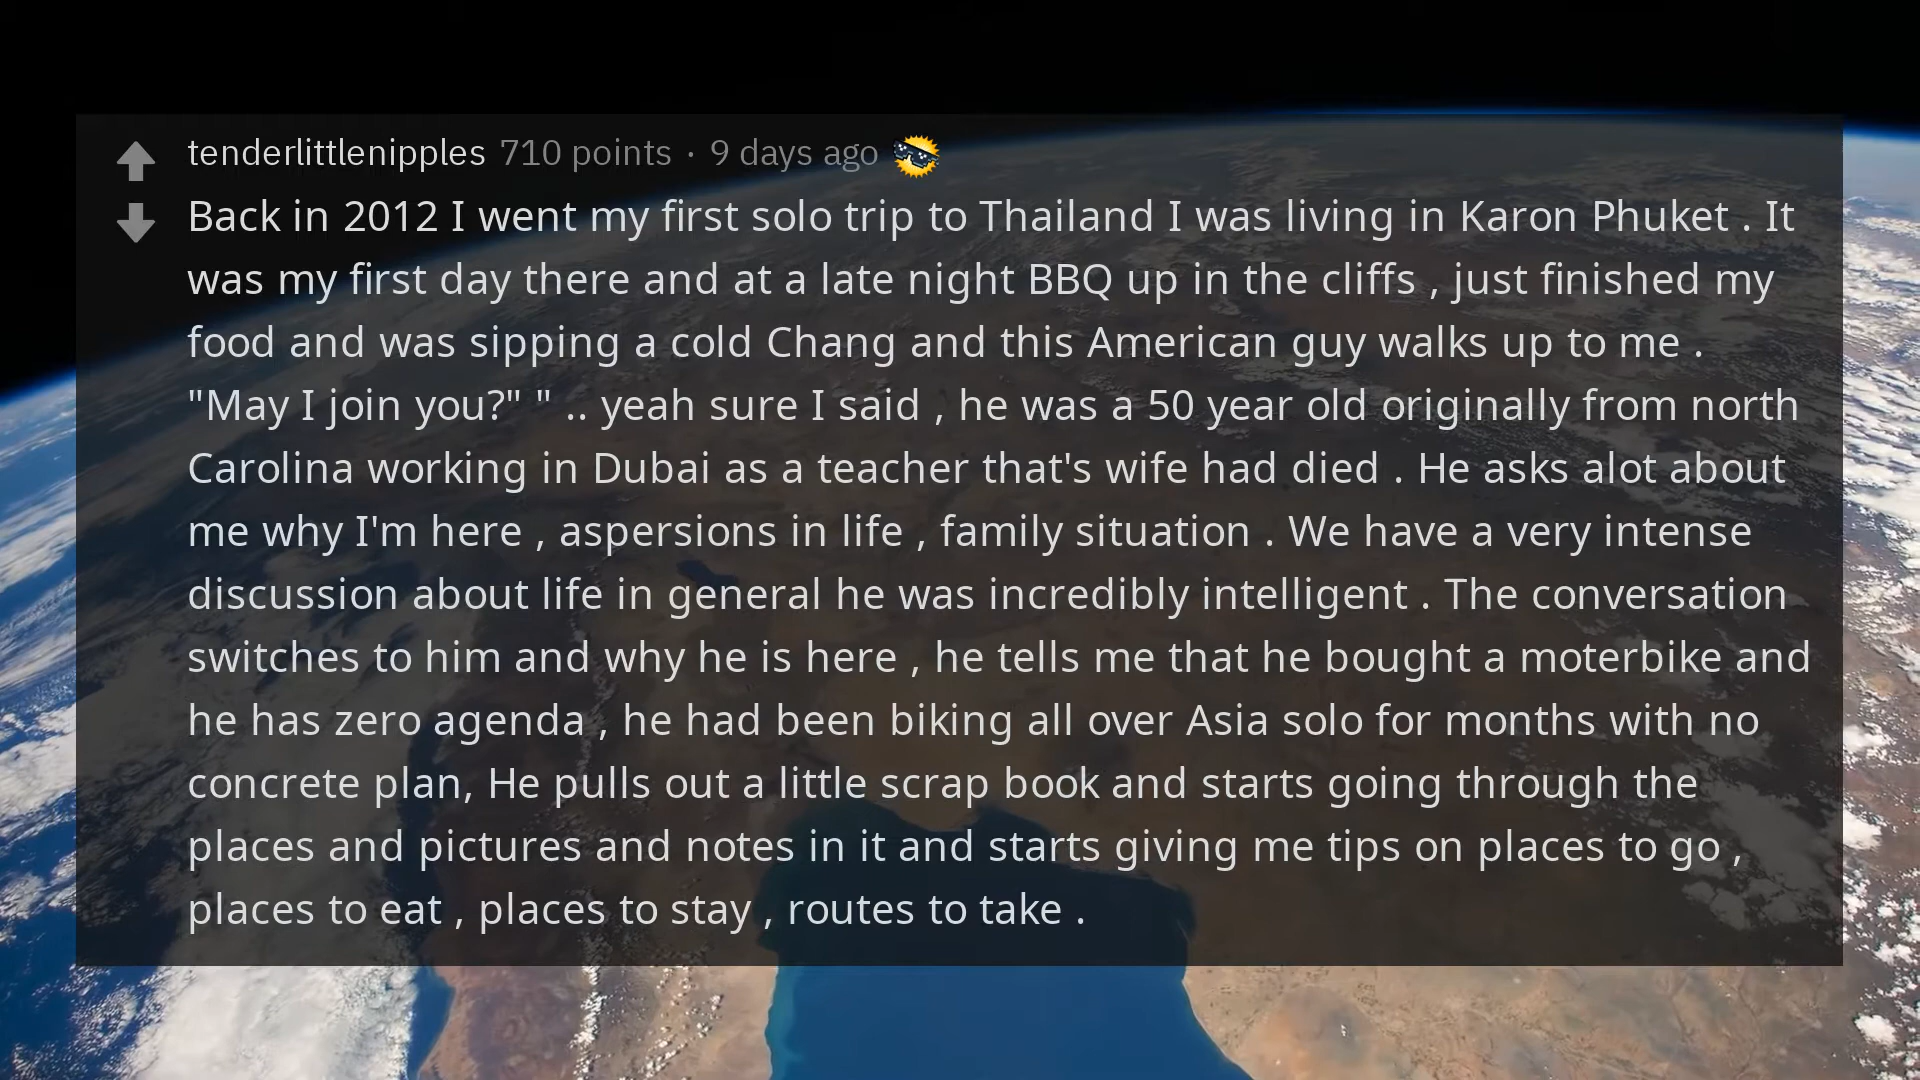 tenderlittlenipples 710 points · 9 days ago
Back in 2012 I went my first solo trip to Thailand I was living in Karon Phuket . It
was my first day there and at a late night BBQ up in the cliffs , just finished my
food and was sipping a cold Chang and this American guy walks up to me .
"May I join you?" " .. yeah sure I said , he was a 50 year old originally from north
Carolina working in Dubai as a teacher that's wife had died . He asks alot about
me why I'm here , aspersions in life , family situation . We have a very intense
discussion about life in general he was incredibly intelligent . The conversation
switches to him and why he is here , he tells me that he bought a moterbike and
he has zero agenda , he had been biking all over Asia solo for months with no
concrete plan, He pulls out a little scrap book and starts going through the
places and pictures and notes in it and starts giving me tips on places to go ,
places to eat , places to stay , routes to take .